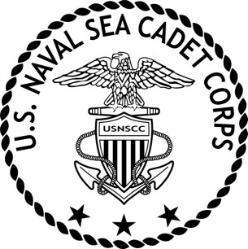 U.S. NAVAL SEA CADET CORPS
USNSCC